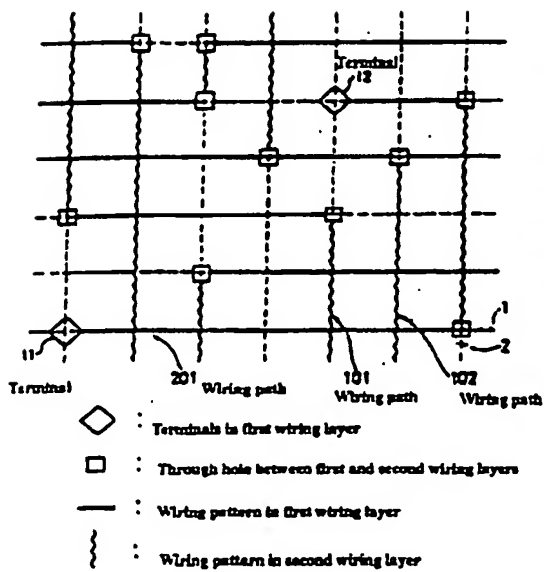 Terminal
12
1
2
11
Terminal
201
Wiring path
101
Wiring path
102
Wiring path
: Terminals in first wiring layer
: Through hole between first and second wiring layers
: Wiring pattern in first wiring layer
: Wiring pattern in second wiring layer